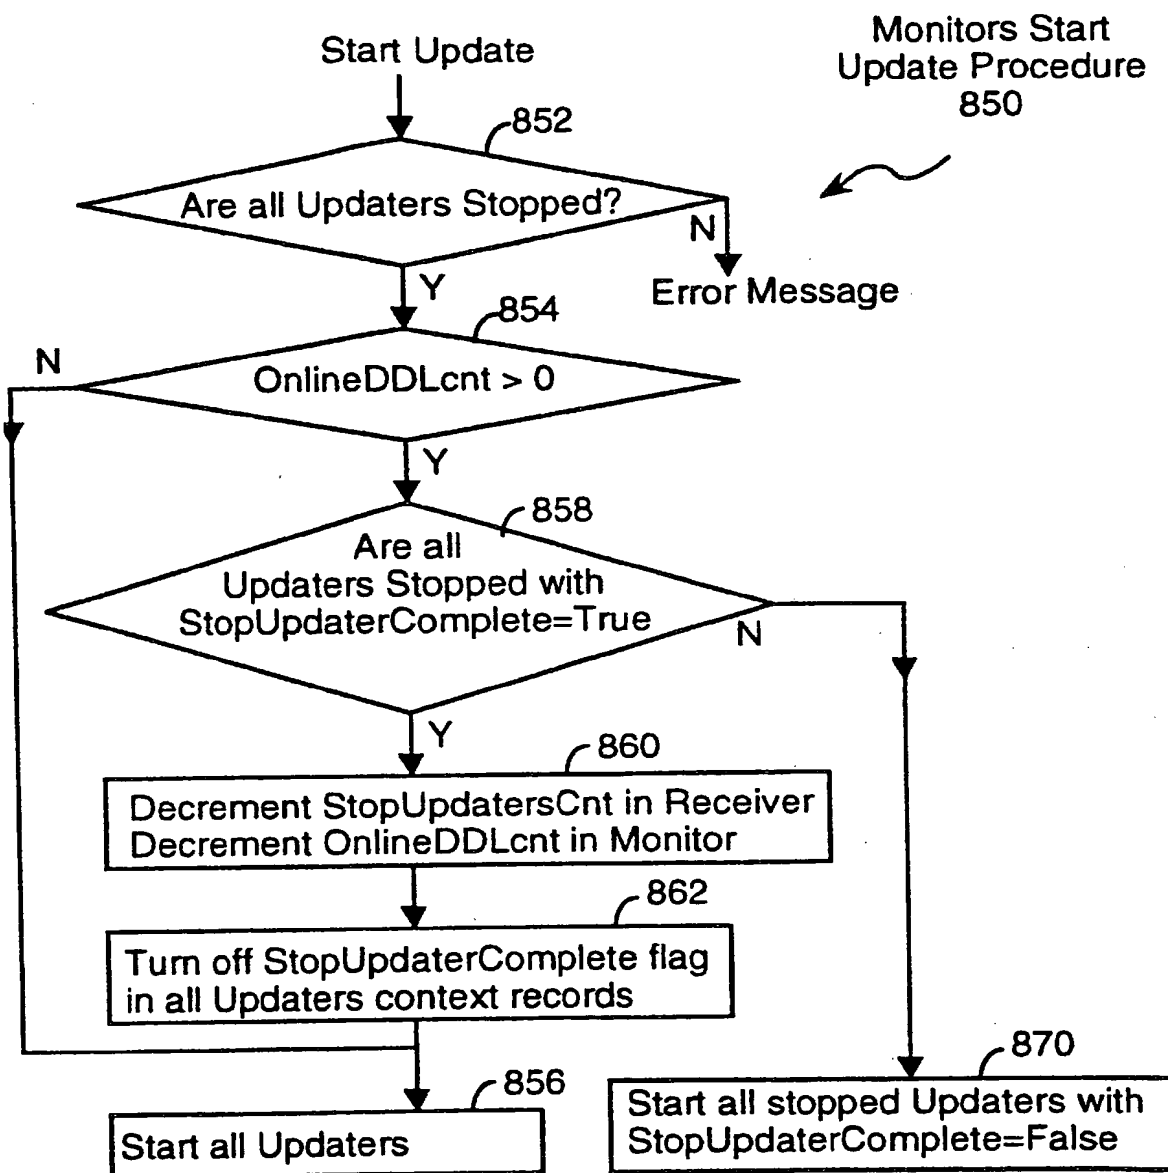 Monitors Start
Update Procedure
850
Start Update
852
Are all Updaters Stopped?
N
Y
Error Message
854
N
OnlineDDLcnt > 0
Y
858
Are all
Updaters Stopped with
StopUpdaterComplete=True
N
Y
860
Decrement StopUpdatersCnt in Receiver
Decrement OnlineDDLcnt in Monitor
862
Turn off StopUpdaterComplete flag
in all Updaters context records
856
Start all Updaters
870
Start all stopped Updaters with
StopUpdaterComplete=False